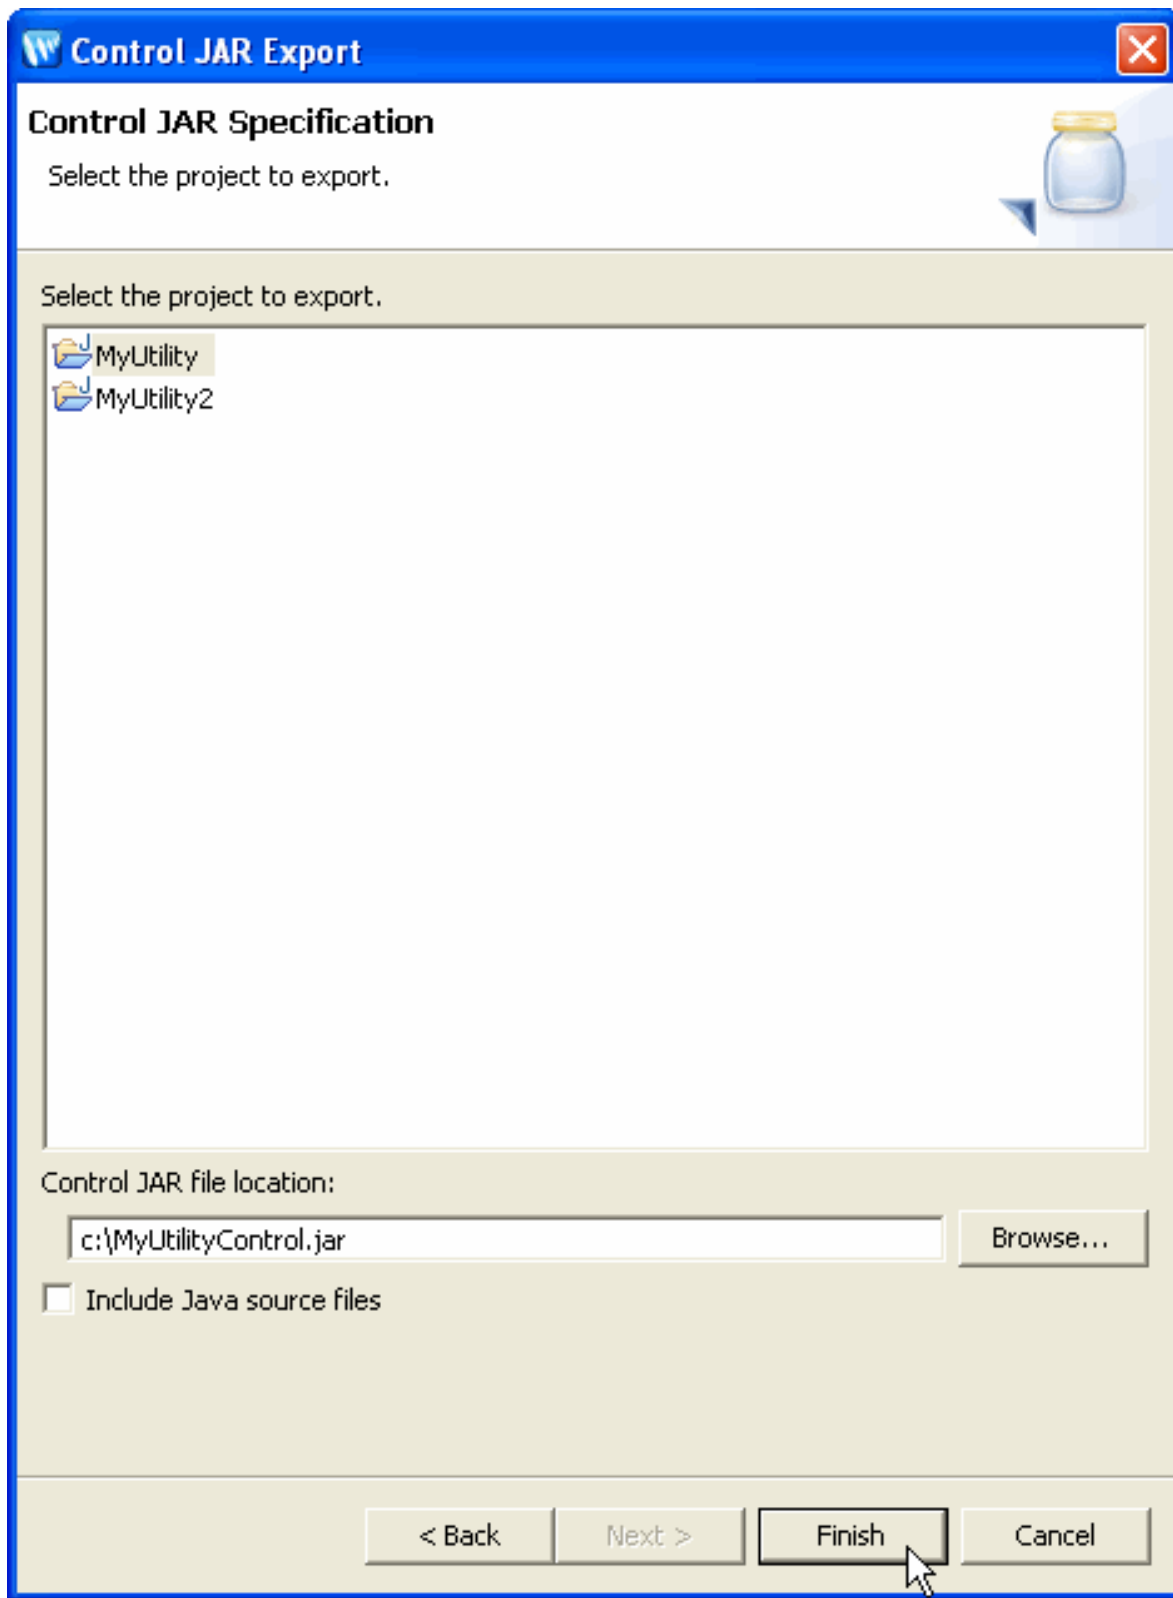 Control JAR Export
Control JAR Specification
Select the project to export.
Select the project to export.
MyUtility
MyUtility2
Control JAR file location:
c:\MyUtilityControl.jar
Browse...
Include Java source files
< Back
Next >
Finish
Cancel